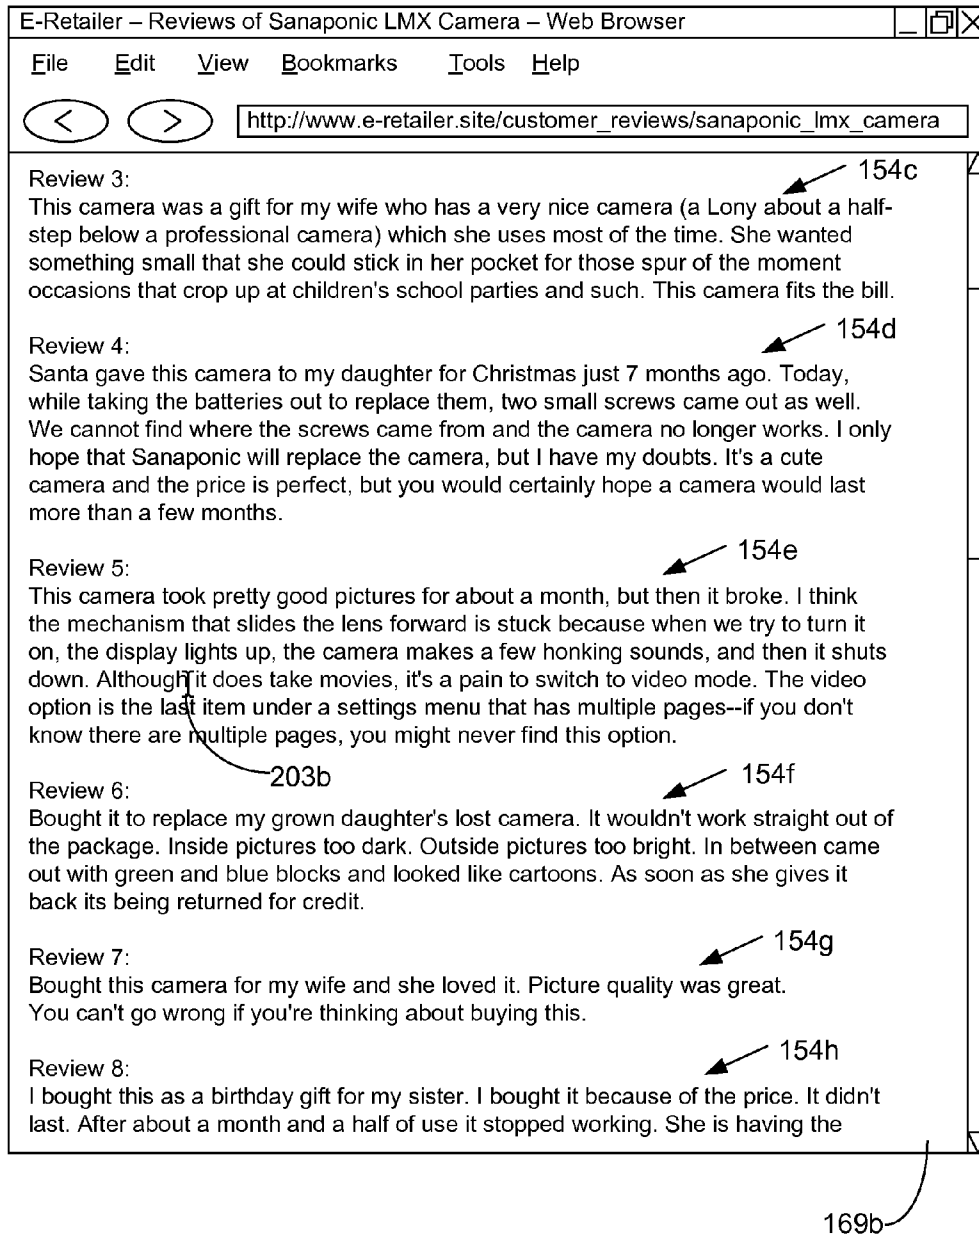 E-Retailer – Reviews of Sanaponic LMX Camera – Web Browser
File Edit View Bookmarks Tools Help
< >
http://www.e-retailer.site/customer_reviews/sanaponic_lmx_camera
154c
Review 3:
This camera was a gift for my wife who has a very nice camera (a Lony about a half-
step below a professional camera) which she uses most of the time. She wanted
something small that she could stick in her pocket for those spur of the moment
occasions that crop up at children's school parties and such. This camera fits the bill.
154d
Review 4:
Santa gave this camera to my daughter for Christmas just 7 months ago. Today,
while taking the batteries out to replace them, two small screws came out as well.
We cannot find where the screws came from and the camera no longer works. I only
hope that Sanaponic will replace the camera, but I have my doubts. It's a cute
camera and the price is perfect, but you would certainly hope a camera would last
more than a few months.
154e
Review 5:
This camera took pretty good pictures for about a month, but then it broke. I think
the mechanism that slides the lens forward is stuck because when we try to turn it
on, the display lights up, the camera makes a few honking sounds, and then it shuts
down. Although it does take movies, it's a pain to switch to video mode. The video
option is the last item under a settings menu that has multiple pages--if you don't
know there are multiple pages, you might never find this option.
203b
154f
Review 6:
Bought it to replace my grown daughter's lost camera. It wouldn't work straight out of
the package. Inside pictures too dark. Outside pictures too bright. In between came
out with green and blue blocks and looked like cartoons. As soon as she gives it
back its being returned for credit.
154g
Review 7:
Bought this camera for my wife and she loved it. Picture quality was great.
You can't go wrong if you're thinking about buying this.
154h
Review 8:
I bought this as a birthday gift for my sister. I bought it because of the price. It didn't
last. After about a month and a half of use it stopped working. She is having the
169b